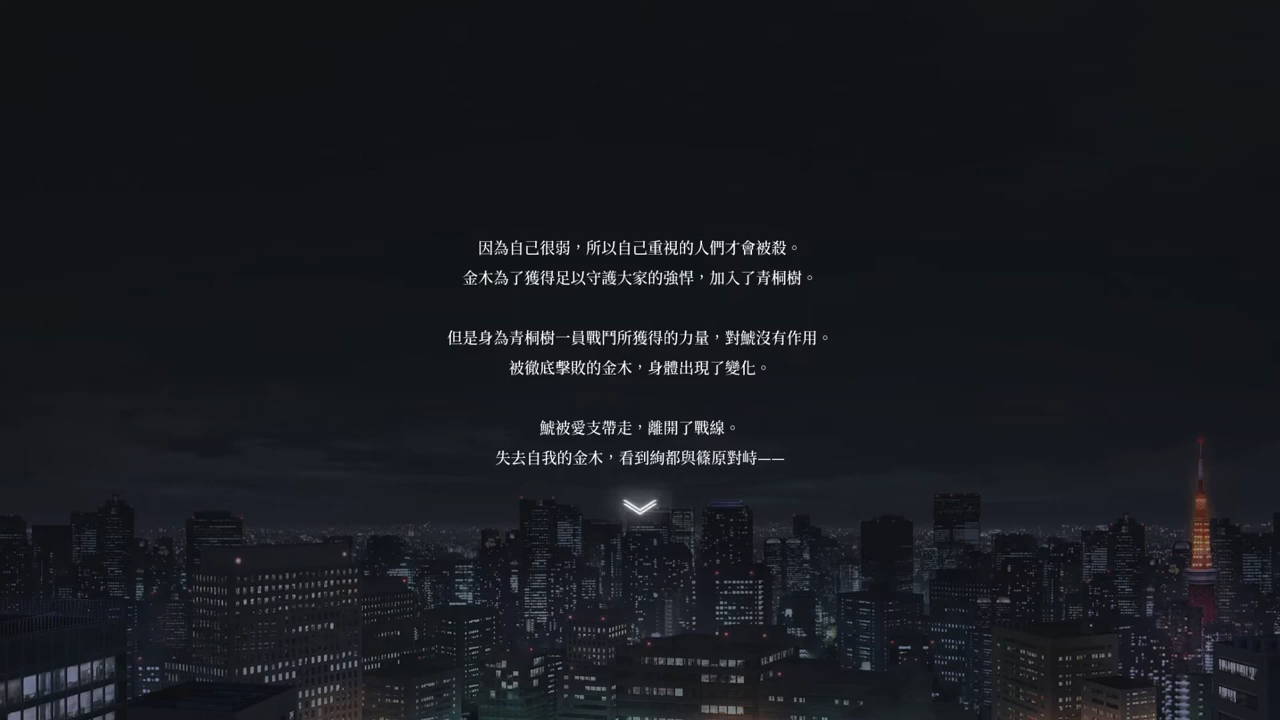 因為自己很弱，所以自己重視的人們才會被殺。
金木為了獲得足以守護大家的強悍，加入了青桐樹。
但是身為青桐樹一員戰鬥所獲得的力量，對鯱沒有作用。
被徹底擊敗的金木，身體出現了變化。
鯱被愛支帶走，離開了戰線。
失去自我的金木，看到絢都與篠原對峙——